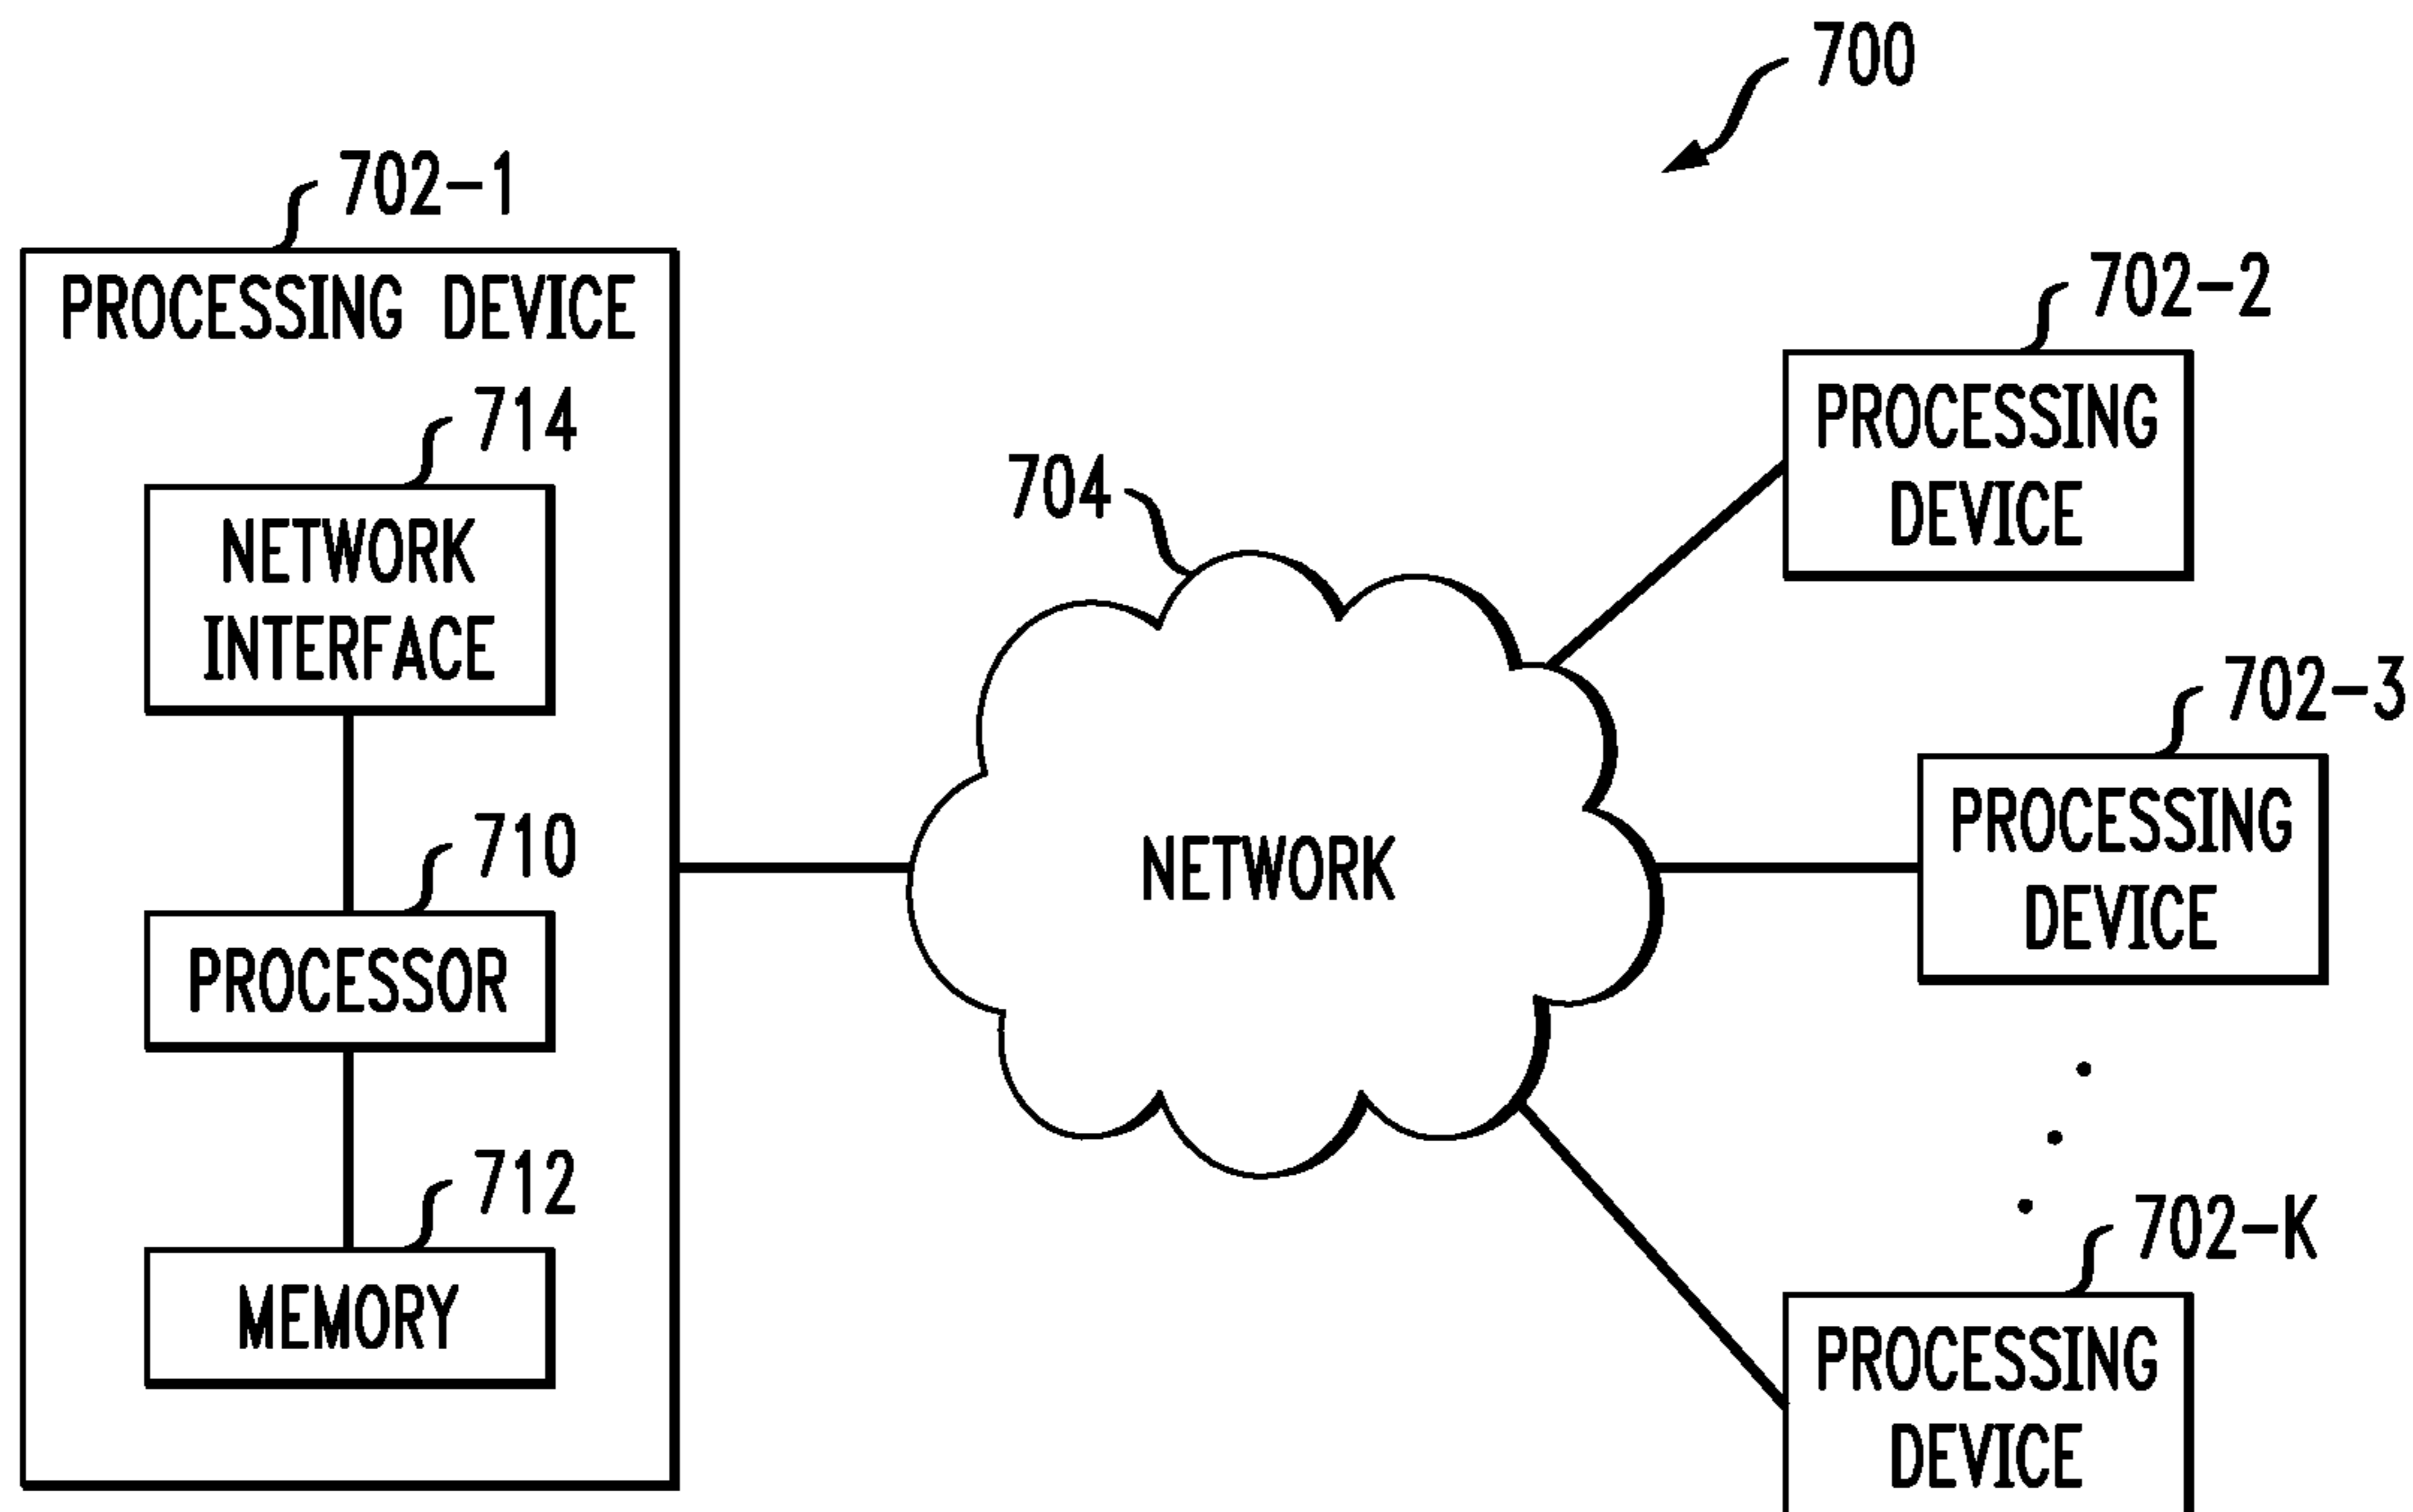 700
702-1
PROCESSING DEVICE
714
NETWORK
INTERFACE
710
PROCESSOR
712
MEMORY
704
NETWORK
702-2
PROCESSING
DEVICE
702-3
PROCESSING
DEVICE
702-K
PROCESSING
DEVICE